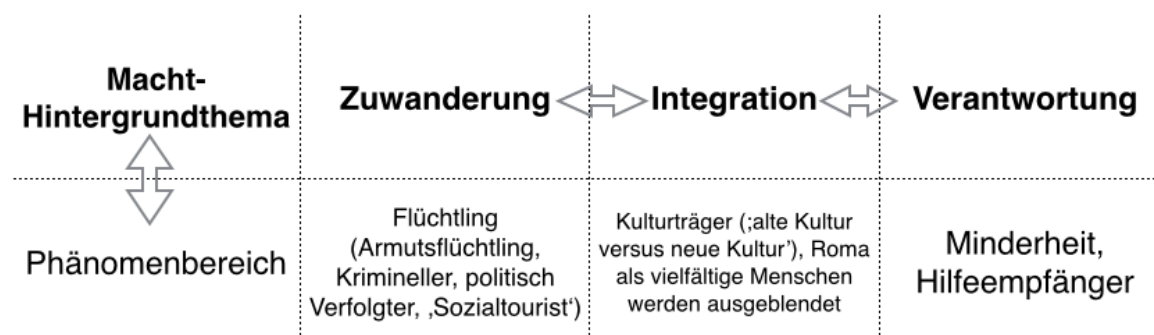 Macht-
Hintergrundthema
Zuwanderung
Integration
Verantwortung
Phänomenbereich
Flüchtling
(Armutsflüchtling,
Krimineller, politisch
Verfolgter, ‚Sozialtourist‘)
Kulturträger (;alte Kultur
versus neue Kultur’), Roma
als vielfältige Menschen
werden ausgeblendet
Minderheit,
Hilfeempfänger